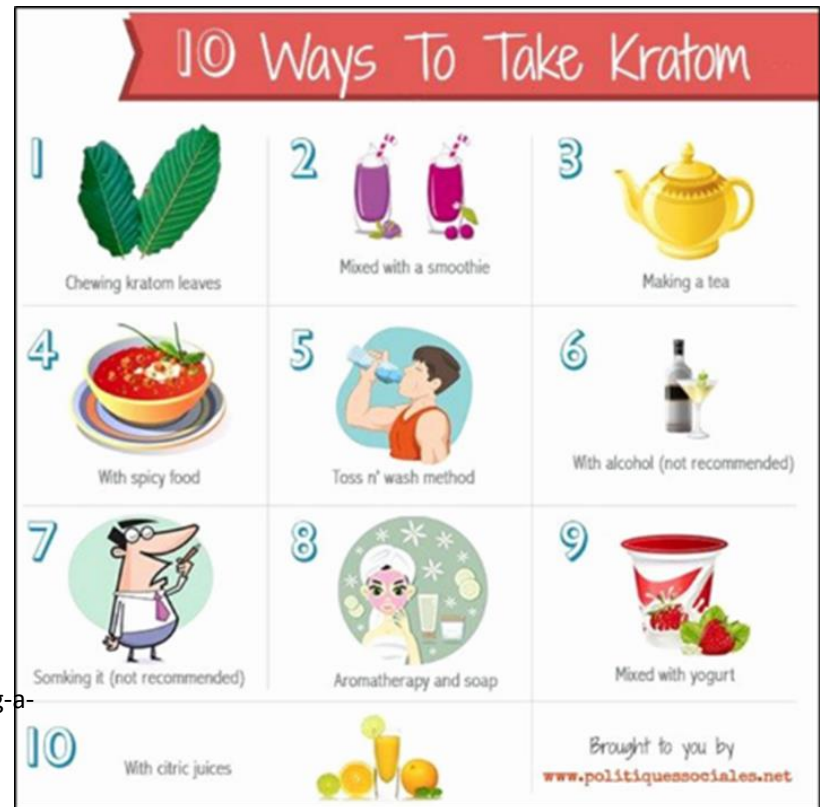 10 Ways To Take Kratom
1
Chewing kratom leaves
2
Mixed with a smoothie
3
Making a tea
4
With spicy food
5
Toss n' wash method
6
With alcohol (not recommended)
7
Somking it (not recommended)
8
Aromatherapy and soap
9
Mixed with yogurt
g-a-
10
With citric juices
Brought to you by
www.politiquessociales.net